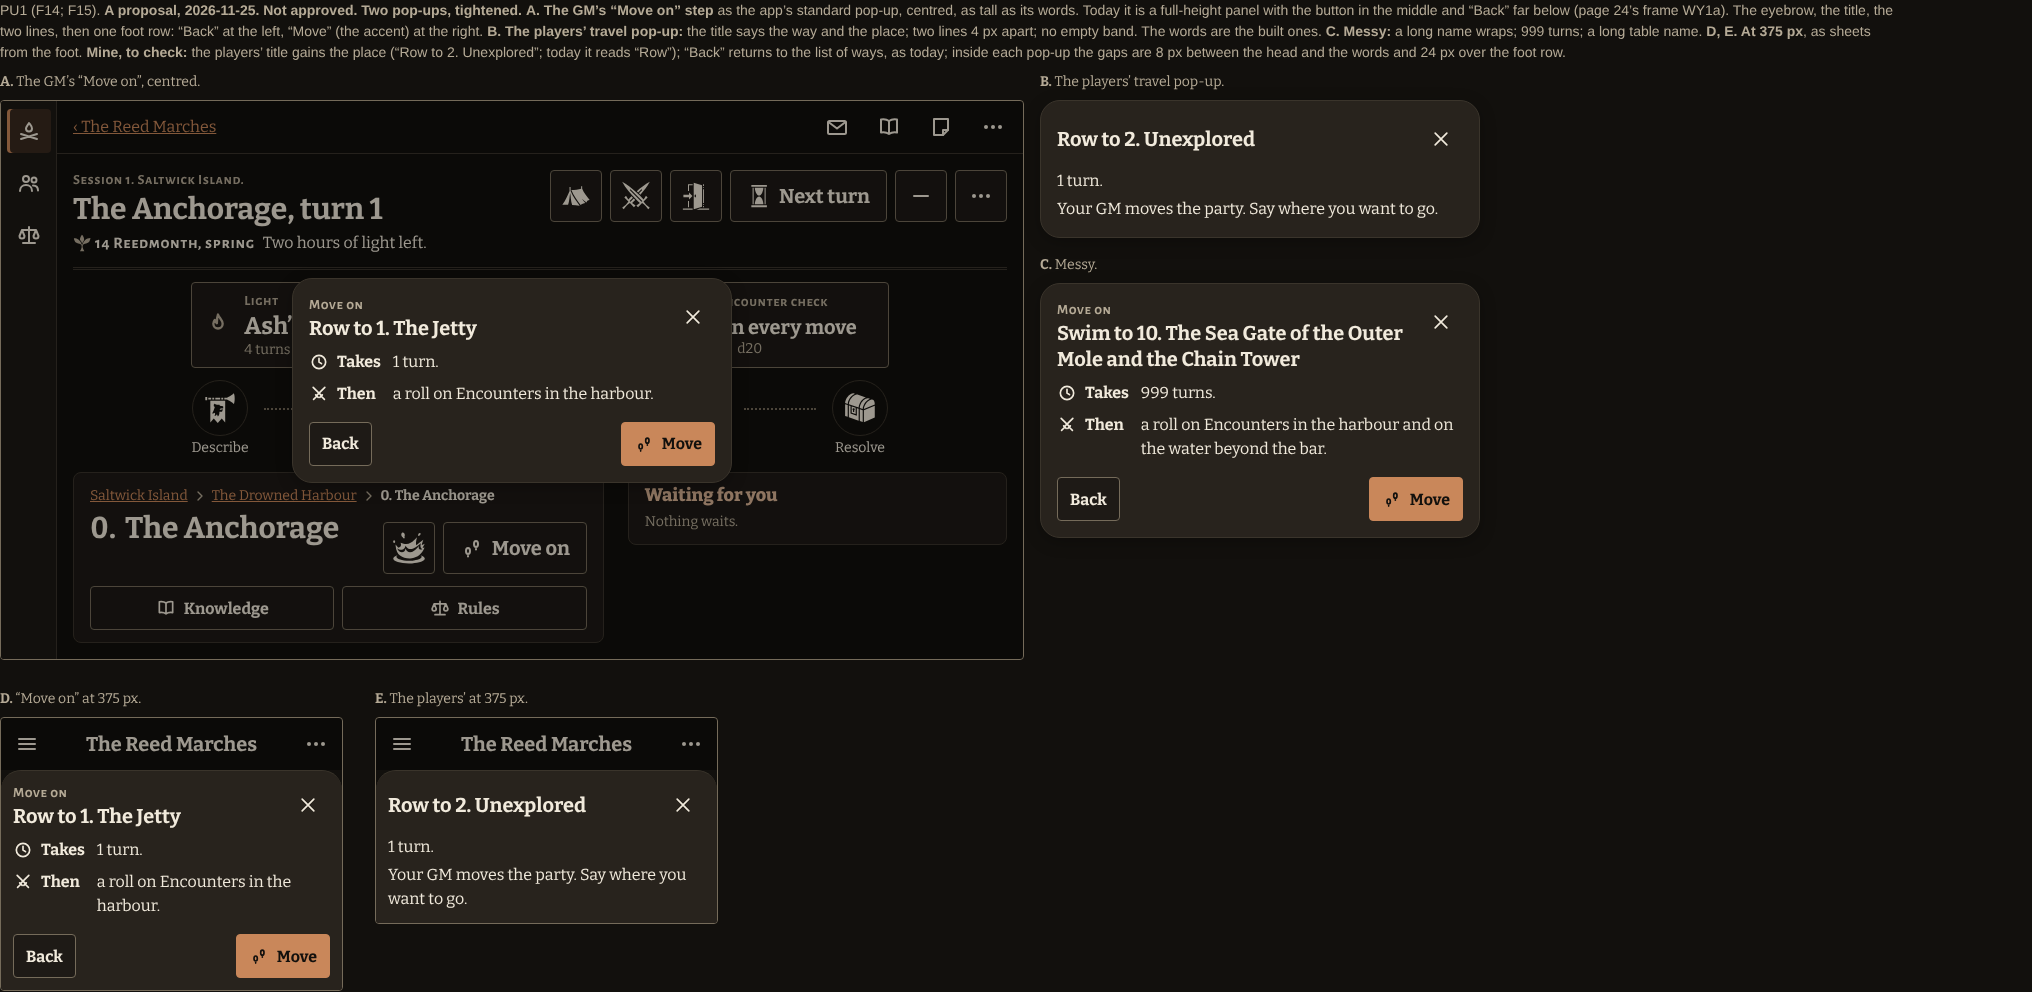 PU1 (F14; F15). A proposal, 2026-11-25. Not approved. Two pop-ups, tightened. A. The GM's “Move on” step as the app's standard pop-up, centred, as tall as its words. Today it is a full-height panel with the button in the middle and “Back” far below (page 24's frame WY1a). The eyebrow, the title, the
two lines, then one foot row: “Back” at the left, “Move” (the accent) at the right. B. The players' travel pop-up: the title says the way and the place; two lines 4 px apart; no empty band. The words are the built ones. C. Messy: a long name wraps; 999 turns; a long table name. D, E. At 375 px, as sheets
from the foot. Mine, to check: the players' title gains the place (“Row to 2. Unexplored”; today it reads “Row”); “Back” returns to the list of ways, as today; inside each pop-up the gaps are 8 px between the head and the words and 24 px over the foot row.
A. The GM's “Move on”, centred.
‹ The Reed Marches
Session 1. Saltwick Island.
The Anchorage, turn 1
Next turn
14 Reedmonth, spring Two hours of light left.
Light
Ash'
4 turns
counter check
n every move
d20
Move on
Row to 1. The Jetty
Takes 1 turn.
Then a roll on Encounters in the harbour.
Back
Move
Describe
Resolve
Saltwick Island > The Drowned Harbour > 0. The Anchorage
0. The Anchorage
Move on
Knowledge
Rules
Waiting for you
Nothing waits.
B. The players' travel pop-up.
Row to 2. Unexplored
1 turn.
Your GM moves the party. Say where you want to go.
C. Messy.
Move on
Swim to 10. The Sea Gate of the Outer
Mole and the Chain Tower
Takes 999 turns.
Then a roll on Encounters in the harbour and on
the water beyond the bar.
Back
Move
D. “Move on” at 375 px.
The Reed Marches
Move on
Row to 1. The Jetty
Takes 1 turn.
Then a roll on Encounters in the
harbour.
Back
Move
E. The players' at 375 px.
The Reed Marches
Row to 2. Unexplored
1 turn.
Your GM moves the party. Say where you
want to go.